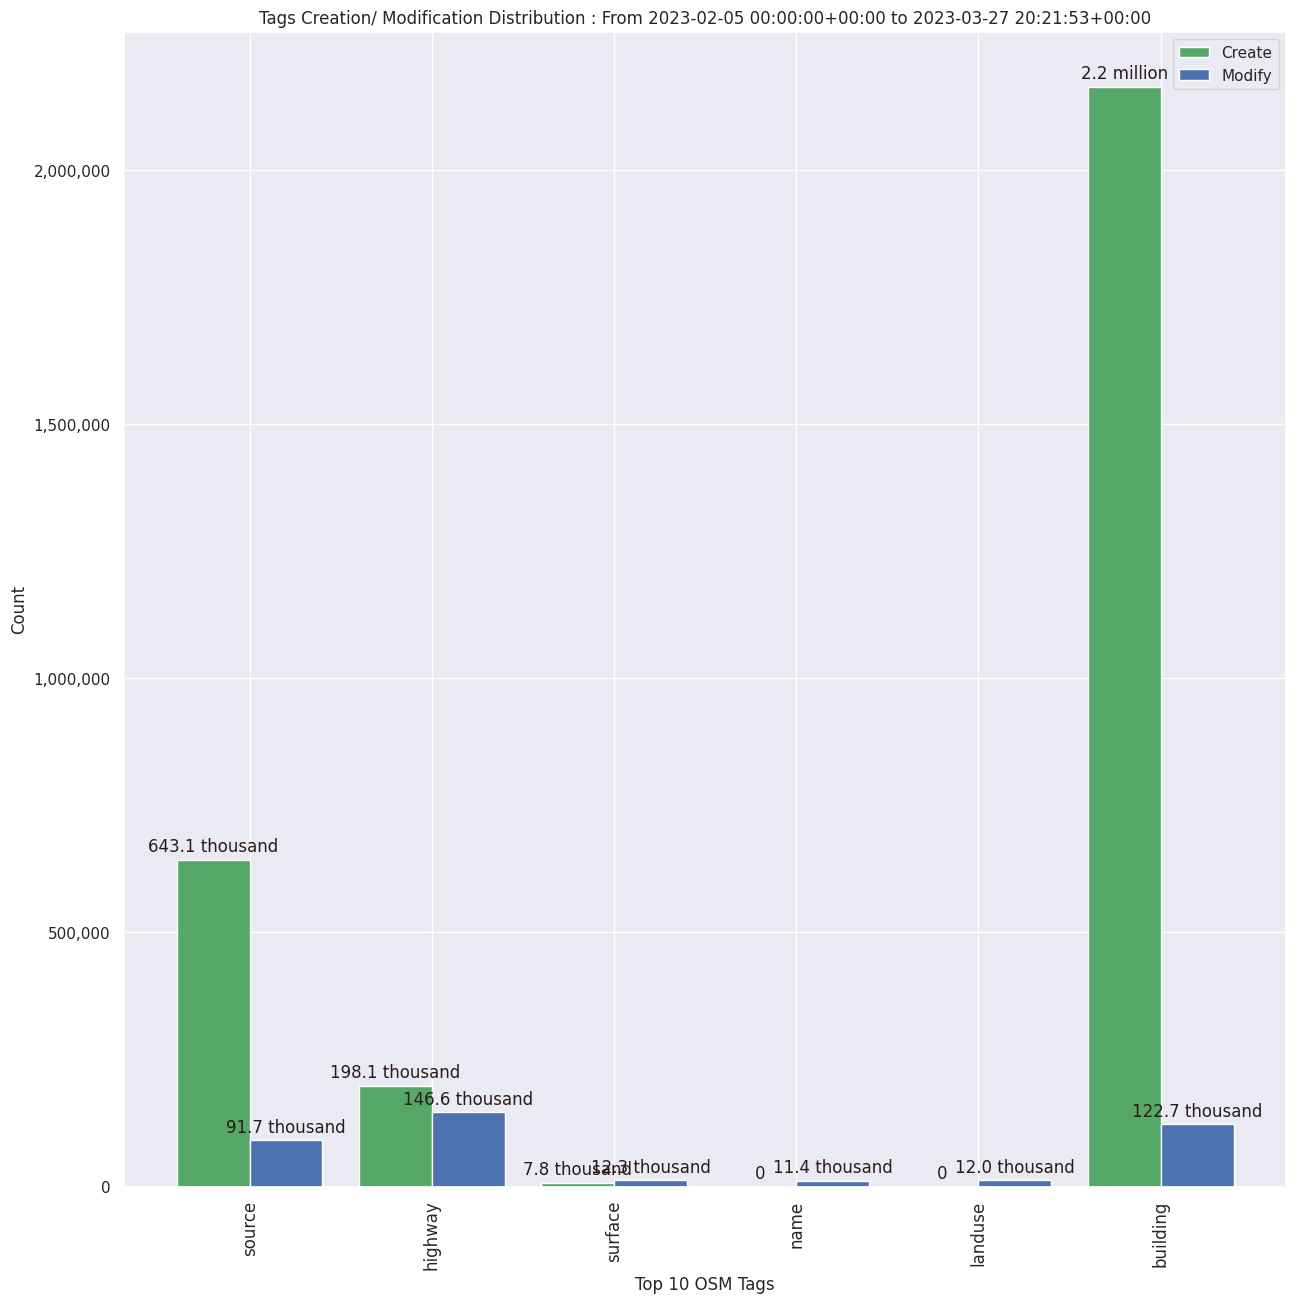 Tags Creation/ Modification Distribution : From 2023-02-05 00:00:00+00:00 to 2023-03-27 20:21:53+00:00
Create
Modify
2.2 million
2,000,000
1,500,000
1,000,000
500,000
0
Count
643.1 thousand
91.7 thousand
198.1 thousand
146.6 thousand
7.8 thousand
12.3 thousand
0
11.4 thousand
0
12.0 thousand
122.7 thousand
source
highway
surface
name
landuse
building
Top 10 OSM Tags